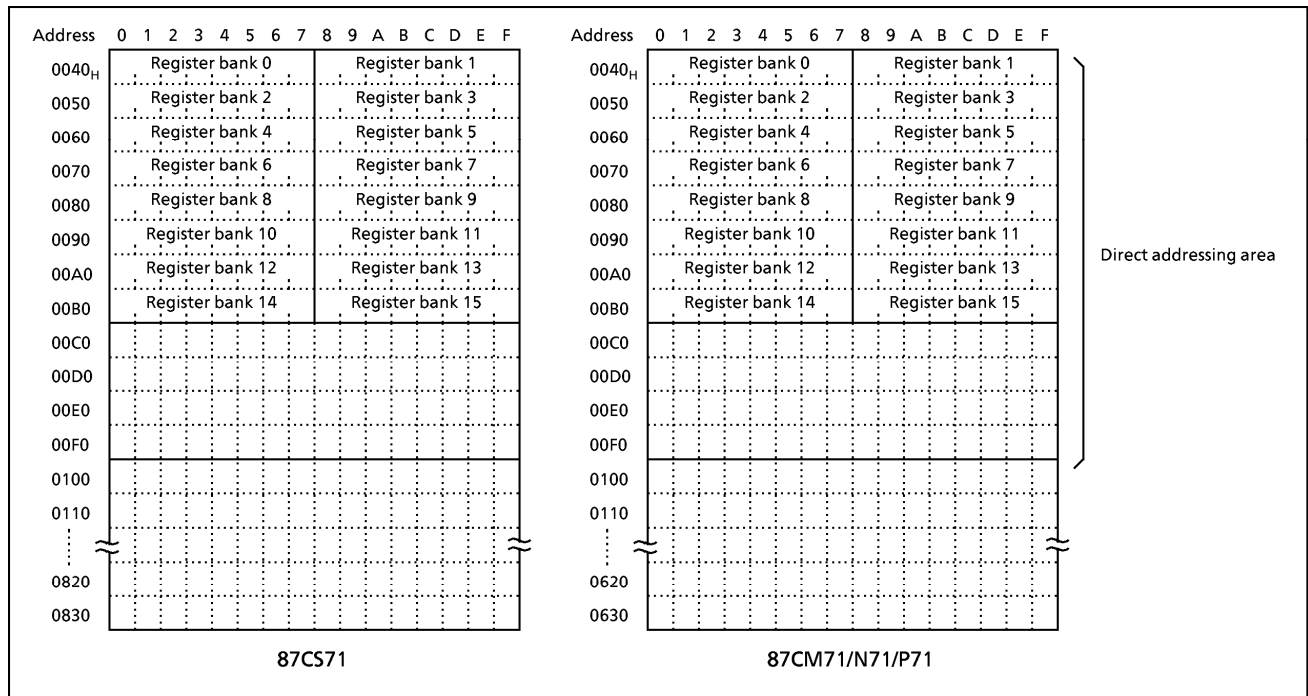 Address 0 1 2 3 4 5 6 7 8 9 A B C D E F
0040H Register bank 0 Register bank 1
0050 Register bank 2 Register bank 3
0060 Register bank 4 Register bank 5
0070 Register bank 6 Register bank 7
0080 Register bank 8 Register bank 9
0090 Register bank 10 Register bank 11
00A0 Register bank 12 Register bank 13
00B0 Register bank 14 Register bank 15
00C0
00D0
00E0
00F0
0100
0110
0820
0830
87CS71
Address 0 1 2 3 4 5 6 7 8 9 A B C D E F
0040H Register bank 0 Register bank 1
0050 Register bank 2 Register bank 3
0060 Register bank 4 Register bank 5
0070 Register bank 6 Register bank 7
0080 Register bank 8 Register bank 9
0090 Register bank 10 Register bank 11
00A0 Register bank 12 Register bank 13
00B0 Register bank 14 Register bank 15
00C0
00D0
00E0
00F0
0100
0110
0620
0630
87CM71/N71/P71
Direct addressing area